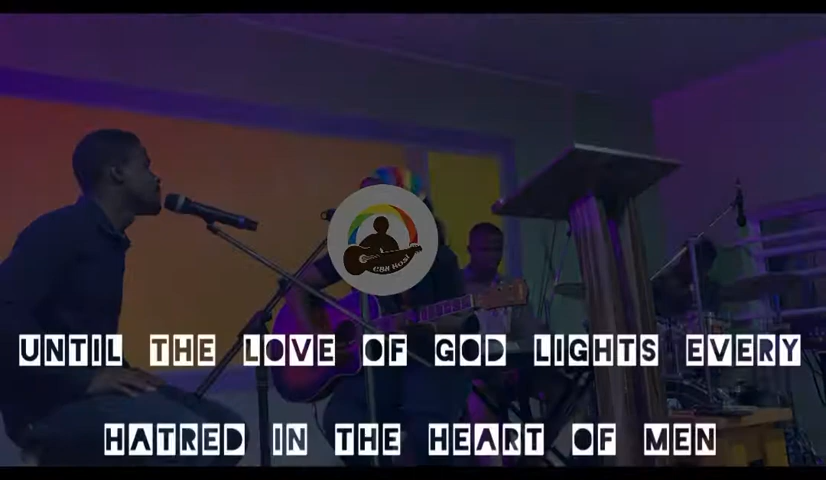 UNTIL THE LOVE OF GOD LIGHTS EVERY
HATRED IN THE HEART OF MEN